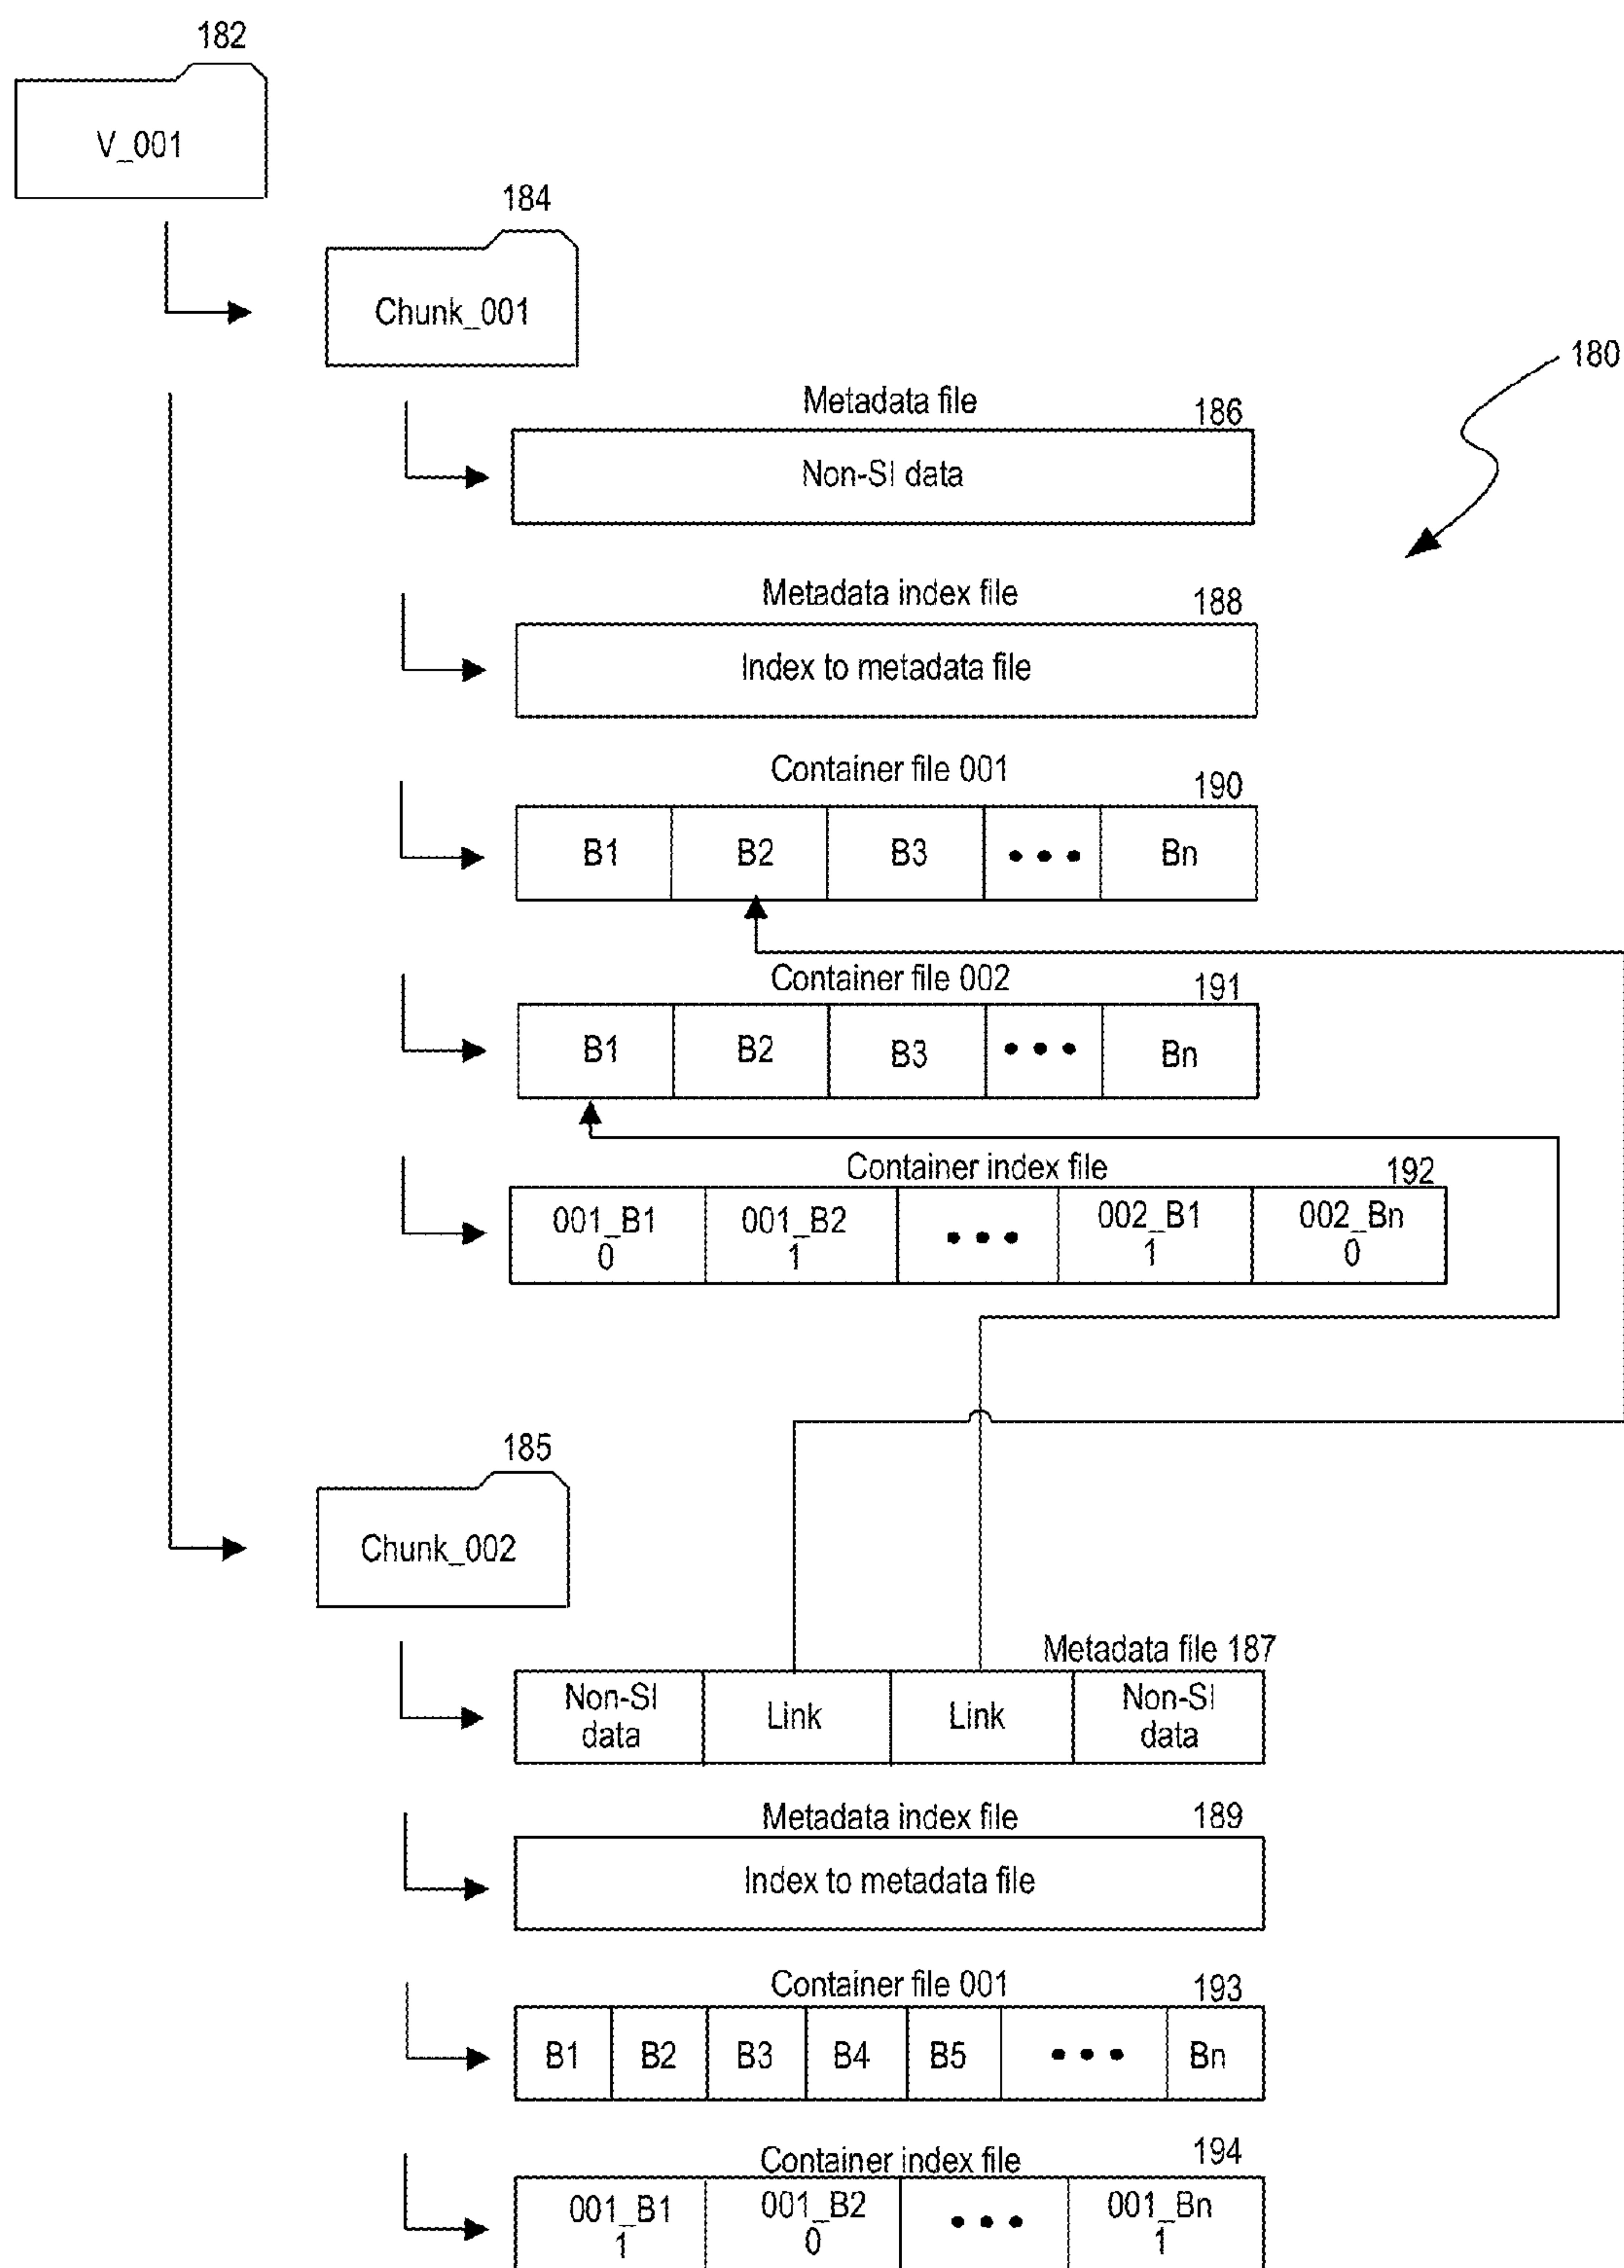 182
V_001
184
Chunk_001
180
Metadata file
186
Non-SI data
Metadata index file
188
Index to metadata file
Container file 001
190
B1 B2 B3 ••• Bn
Container file 002
191
B1 B2 B3 ••• Bn
Container index file
192
001_B1 001_B2 ••• 002_B1 002_Bn
0 1 1 0
185
Chunk_002
Metadata file 187
Non-SI Link Link Non-SI
data data
Metadata index file
189
Index to metadata file
Container file 001
193
B1 B2 B3 B4 B5 ••• Bn
Container index file
194
001_B1 001_B2 ••• 001_Bn
1 0 1